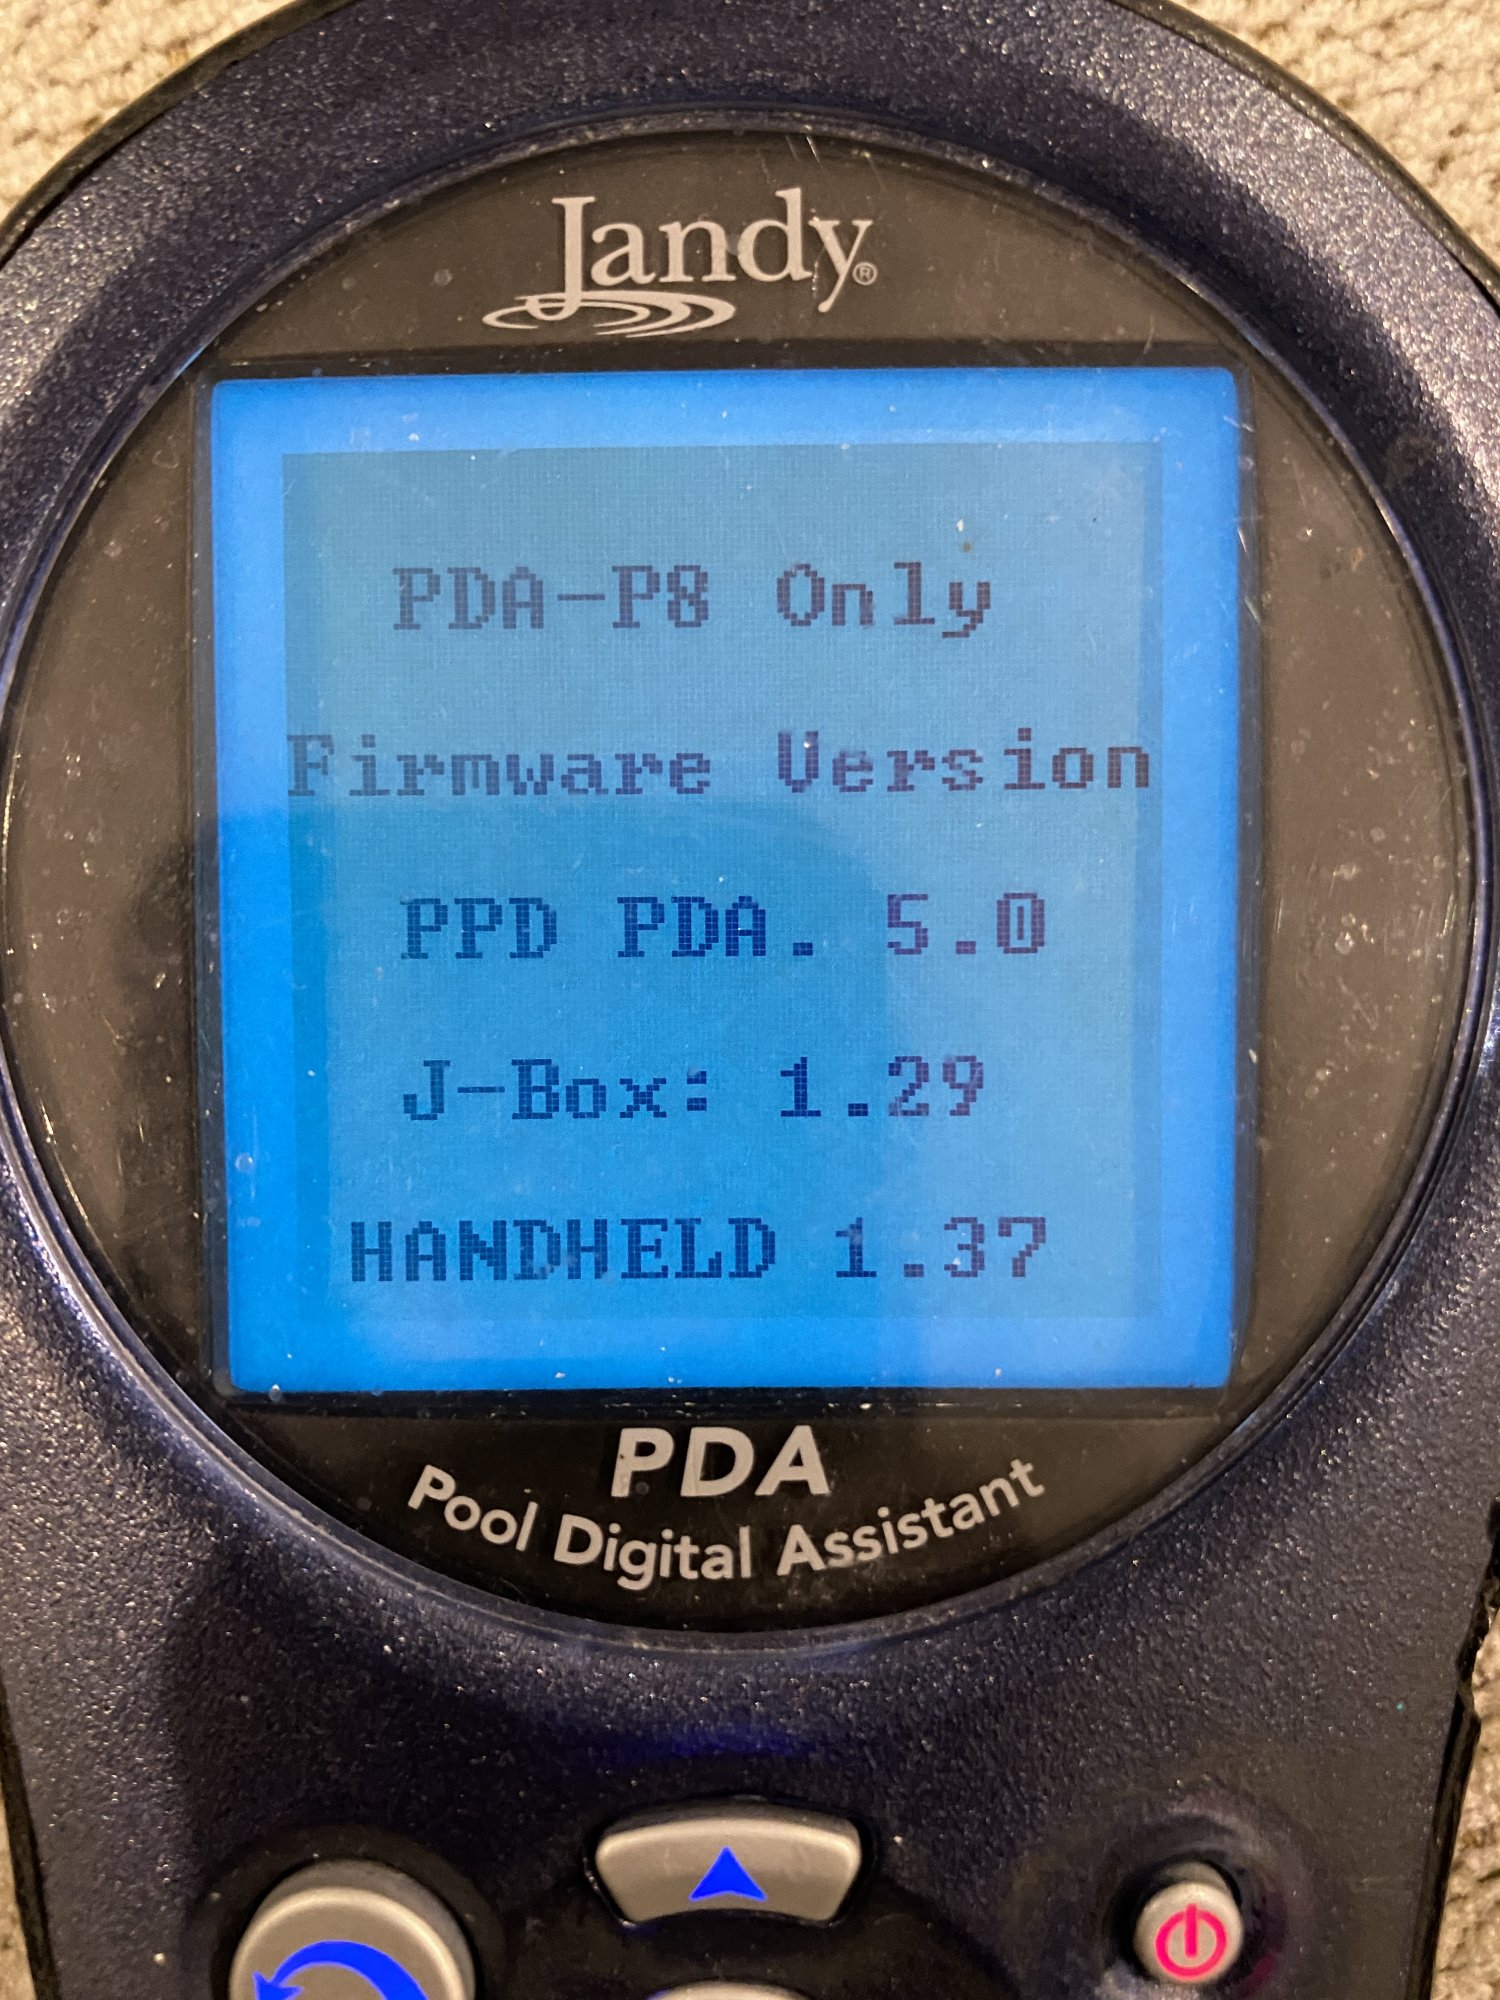 Jandy®
PDA-P8 Only
Firmware Version
PPD PDA. 5.0
J-Box: 1.29
HANDHELD 1.37
PDA
Pool Digital Assistant